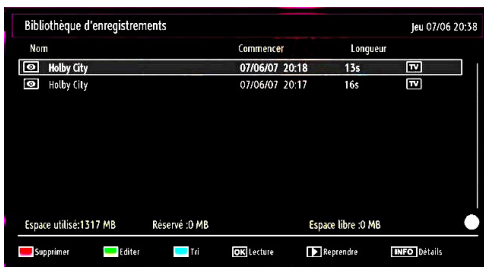 Bibliothèque d'enregistrements Jeu 07/06 20:38
Nom Commencer Longueur
Holby City 07/06/07 20:18 13s TV
Holby City 07/06/07 20:17 16s TV
Espace utilisé:1317 MB Réservé :0 MB Espace libre :0 MB
Supprimer Editer Tri OK Lecture Reprendre INFO Détails